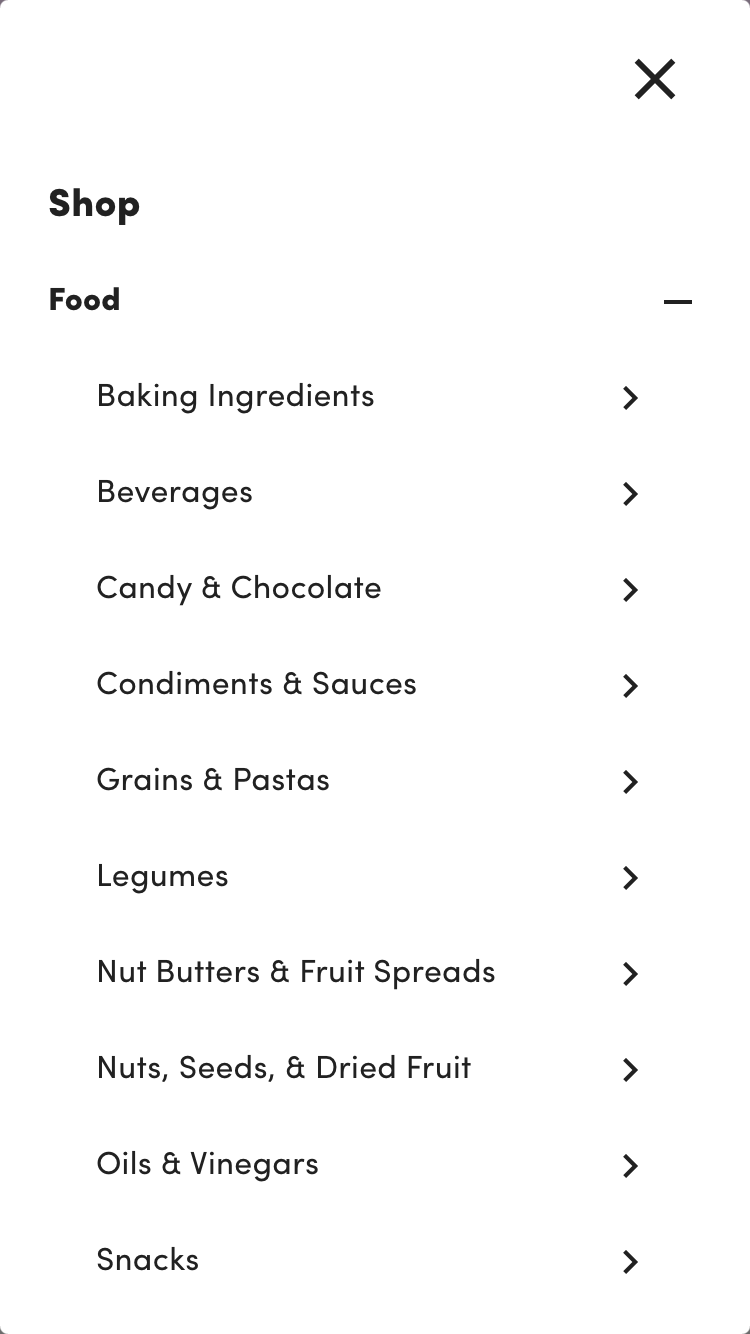 Shop
Food
Baking Ingredients
Beverages
Candy & Chocolate
Condiments & Sauces
Grains & Pastas
Legumes
Nut Butters & Fruit Spreads
Nuts, Seeds, & Dried Fruit
Oils & Vinegars
Snacks